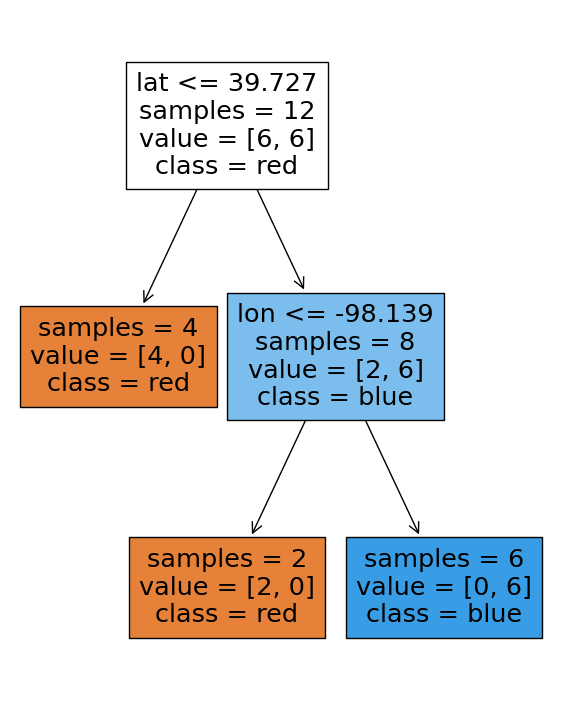 lat <= 39.727
samples = 12
value = [6, 6]
class = red
samples = 4
value = [4, 0]
class = red
lon <= -98.139
samples = 8
value = [2, 6]
class = blue
samples = 2
value = [2, 0]
class = red
samples = 6
value = [0, 6]
class = blue